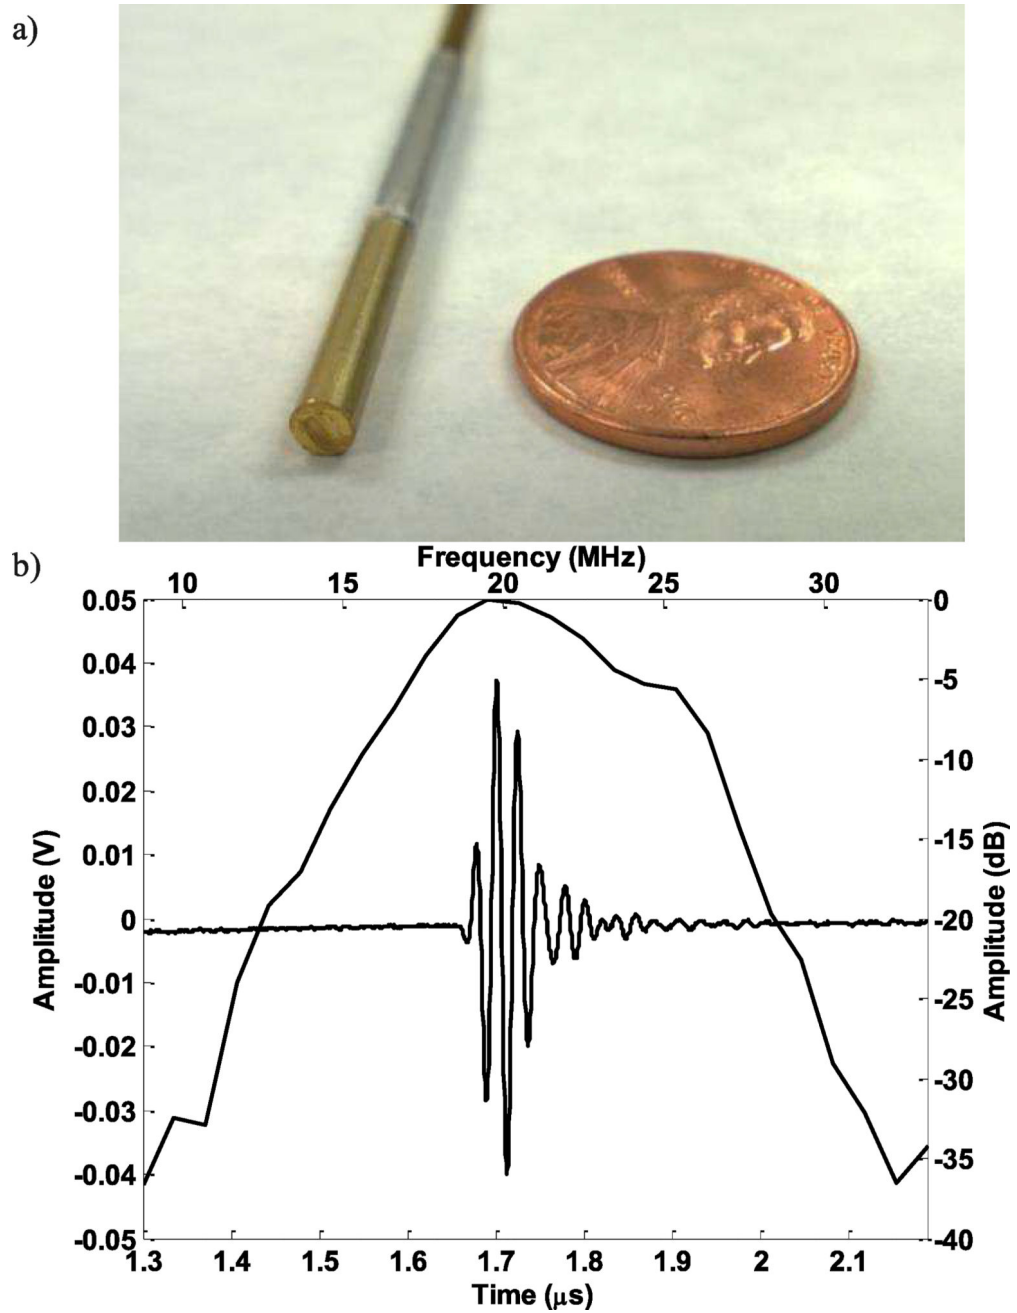 a)
b)
Frequency (MHz)
10 15 20 25 30
0.05 0
0.04 -5
0.03
0.02 -10
0.01 -15
0 -20
-0.01 -25
-0.02
-0.03 -30
-0.04 -35
-0.05 -40
Amplitude (V)
Amplitude (dB)
1.3 1.4 1.5 1.6 1.7 1.8 1.9 2 2.1
Time (μs)